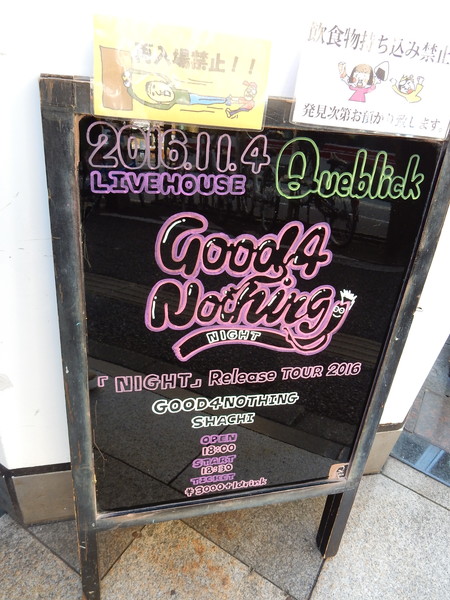 再入場禁止!!
飲食物持ち込み禁止
発見次第お預かり致します。
2016.11.4
LIVEHOUSE Queblick
Good4
Nothing
NIGHT
「NIGHT」Release TOUR 2016
GOOD4NOTHING
SHACHI
OPEN
18:00
START
18:30
TICKET
¥3000+1drink